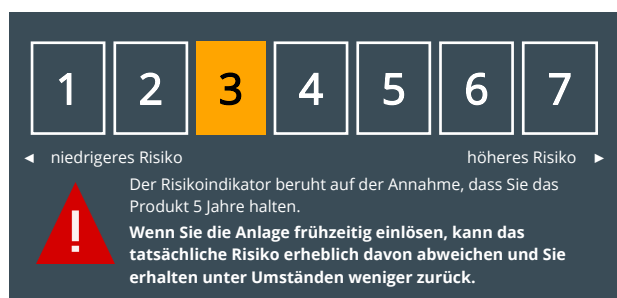 1 2 3 4 5 6 7
◄ niedrigeres Risiko höheres Risiko ►
Der Risikoindikator beruht auf der Annahme, dass Sie das
Produkt 5 Jahre halten.
Wenn Sie die Anlage frühzeitig einlösen, kann das
tatsächliche Risiko erheblich davon abweichen und Sie
erhalten unter Umständen weniger zurück.
!